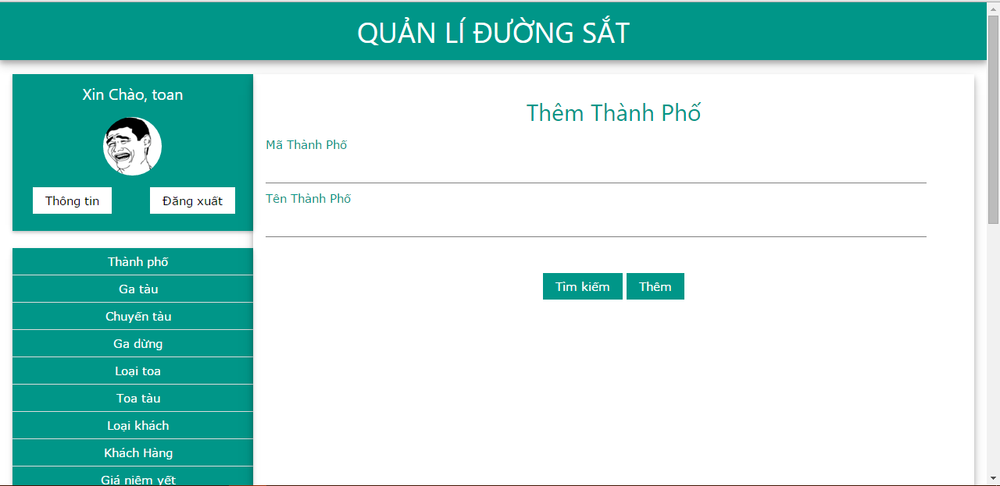 QUẢN LÍ ĐƯỜNG SẮT
Xin Chào, toan
Thông tin
Đăng xuất
Thành phố
Ga tàu
Chuyến tàu
Ga dừng
Loại toa
Toa tàu
Loại khách
Khách Hàng
Giá niêm yết
Thêm Thành Phố
Mã Thành Phố
Tên Thành Phố
Tìm kiếm
Thêm